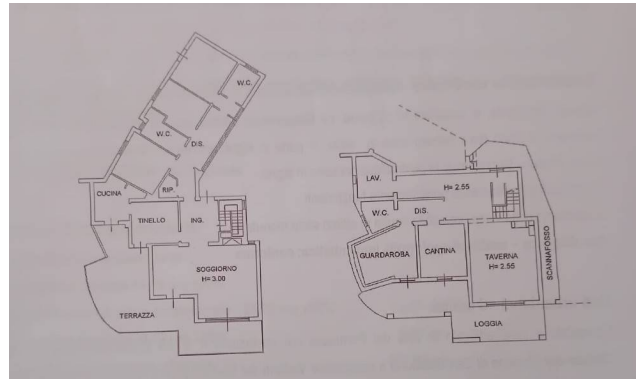 W.C.
W.C.
DIS.
RIP.
CUCINA
TINELLO
ING.
SOGGIORNO
H= 3.00
TERRAZZA
LAV.
H= 2.55
W.C.
DIS.
GUARDAROBA
CANTINA
TAVERNA
H= 2.55
SCANNAFOSSO
LOGGIA